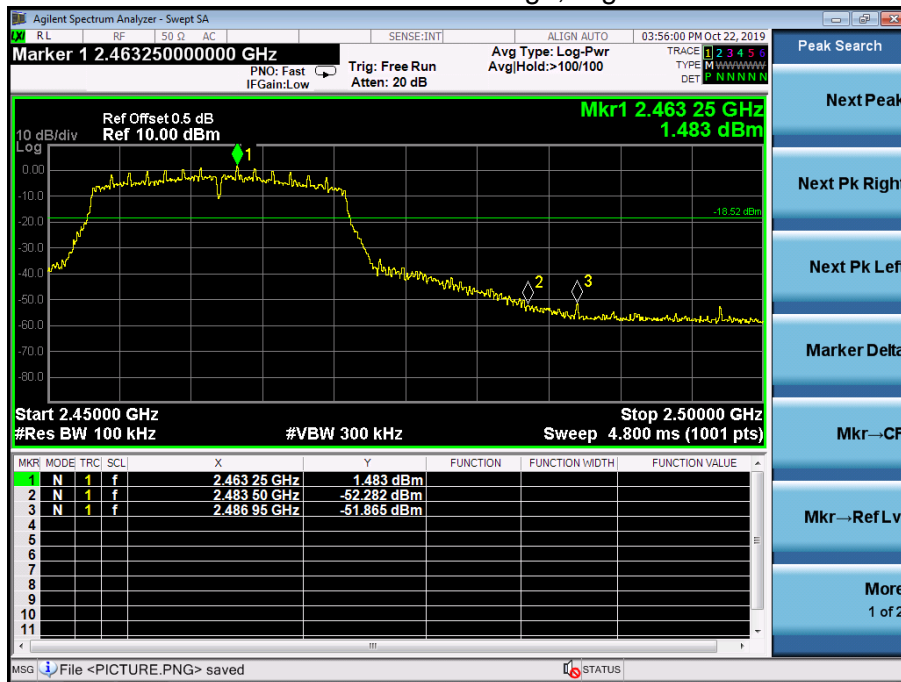 Agilent Spectrum Analyzer - Swept SA
LXI RL RF 50 Ω AC SENSE:INT ALIGN AUTO 03:56:00 PM Oct 22, 2019
Marker 1 2.463250000000 GHz
PNO: Fast
IFGain:Low
Trig: Free Run
Atten: 20 dB
Avg Type: Log-Pwr
Avg|Hold:>100/100
TRACE 1 2 3 4 5 6
TYPE M W W W W W
DET P N N N N N
Peak Search
Next Peak
Next Pk Right
Next Pk Left
Marker Delta
Mkr→CF
Mkr→Ref Lv
More
1 of 2
Ref Offset 0.5 dB
10 dB/div Ref 10.00 dBm
Log
Mkr1 2.463 25 GHz
1.483 dBm
1
0.00
-10.0
-18.52 dBm
-20.0
-30.0
-40.0
2 3
-50.0
-60.0
-70.0
-80.0
Start 2.45000 GHz Stop 2.50000 GHz
#Res BW 100 kHz #VBW 300 kHz Sweep 4.800 ms (1001 pts)
MKR MODE TRC SCL X Y FUNCTION FUNCTION WIDTH FUNCTION VALUE
1 N 1 f 2.463 25 GHz 1.483 dBm
2 N 1 f 2.483 50 GHz -52.282 dBm
3 N 1 f 2.486 95 GHz -51.865 dBm
4
5
6
7
8
9
10
11
MSG File <PICTURE.PNG> saved STATUS